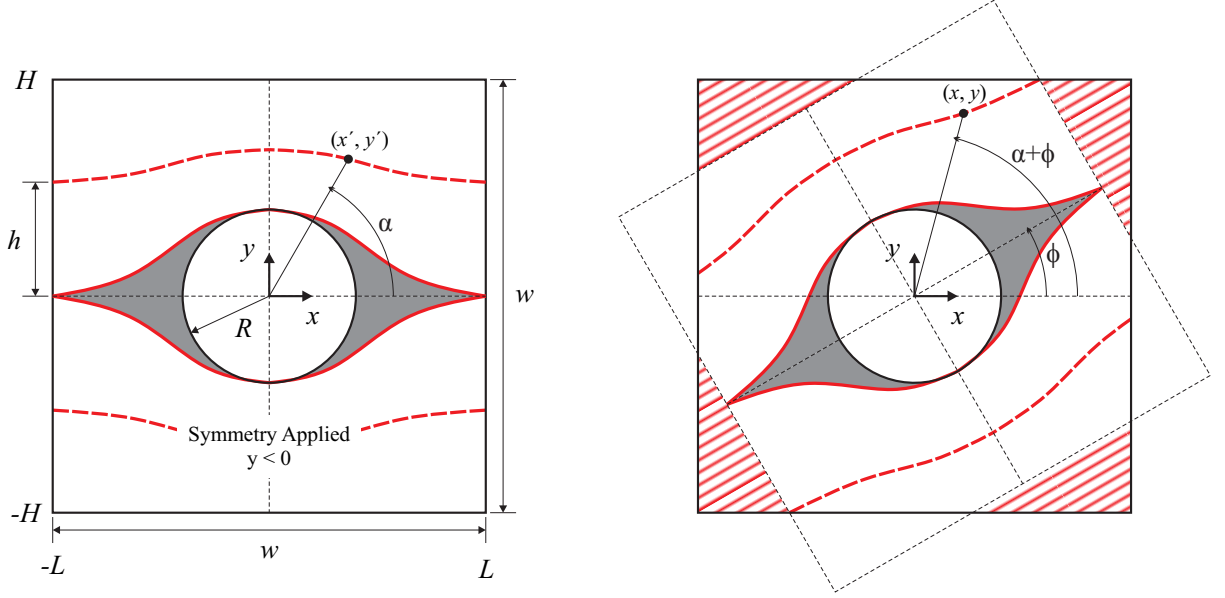 H
(x´, y´)
α
h
y
x
R
w
Symmetry Applied
y < 0
-H
w
-L
L
(x, y)
α+ϕ
y
ϕ
x